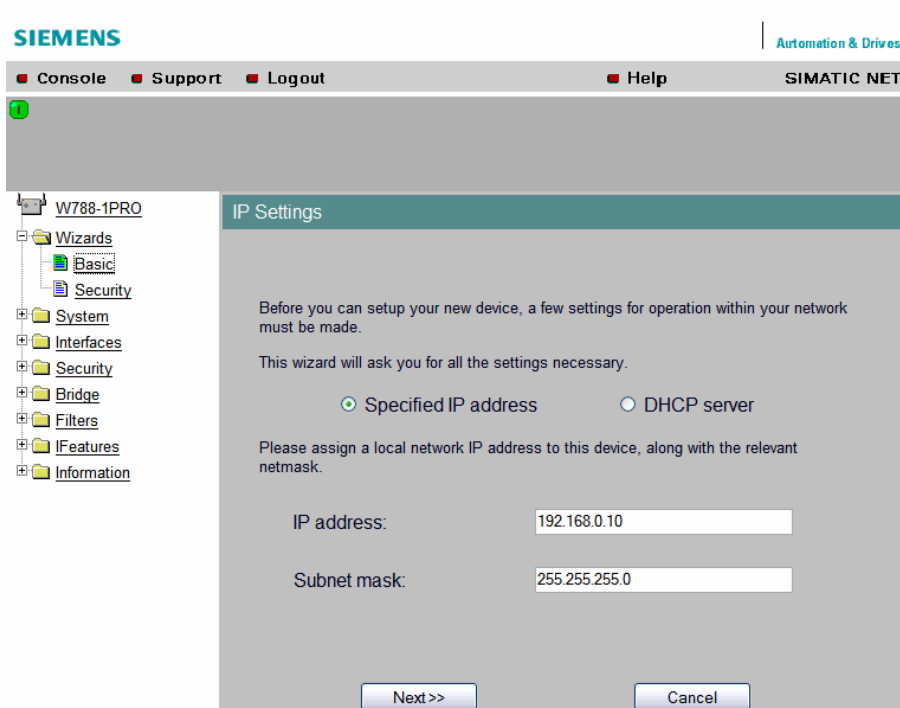 SIEMENS
Automation & Drives
Console Support Logout Help SIMATIC NET
i
W788-1PRO
Wizards
Basic
Security
System
Interfaces
Security
Bridge
Filters
IFeatures
Information
IP Settings
Before you can setup your new device, a few settings for operation within your network
must be made.
This wizard will ask you for all the settings necessary.
Specified IP address DHCP server
Please assign a local network IP address to this device, along with the relevant
netmask.
IP address: 192.168.0.10
Subnet mask: 255.255.255.0
Next>> Cancel